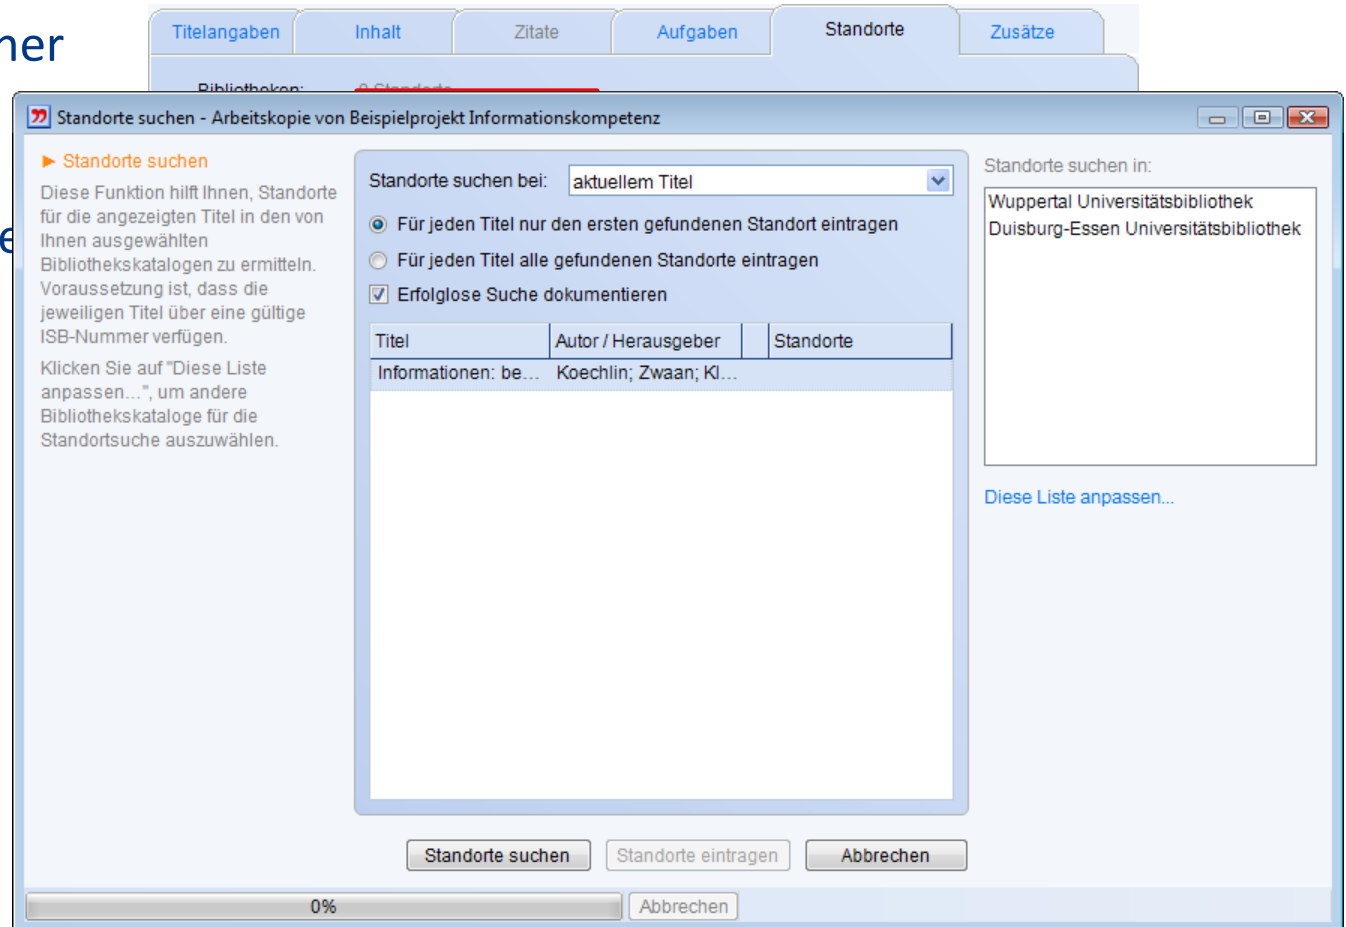 Titelangaben Inhalt Zitate Aufgaben Standorte Zusätze
Bibliotheken: 0 Standorte
Standorte suchen - Arbeitskopie von Beispielprojekt Informationskompetenz
► Standorte suchen
Diese Funktion hilft Ihnen, Standorte
für die angezeigten Titel in den von
Ihnen ausgewählten
Bibliothekskatalogen zu ermitteln.
Voraussetzung ist, dass die
jeweiligen Titel über eine gültige
ISB-Nummer verfügen.
Klicken Sie auf "Diese Liste
anpassen...", um andere
Bibliothekskataloge für die
Standortsuche auszuwählen.
Standorte suchen bei: aktuellem Titel
Für jeden Titel nur den ersten gefundenen Standort eintragen
Für jeden Titel alle gefundenen Standorte eintragen
Erfolglose Suche dokumentieren
Titel Autor / Herausgeber Standorte
Informationen: be... Koechlin; Zwaan; Kl...
Standorte suchen in:
Wuppertal Universitätsbibliothek
Duisburg-Essen Universitätsbibliothek
Diese Liste anpassen...
Standorte suchen Standorte eintragen Abbrechen
0% Abbrechen